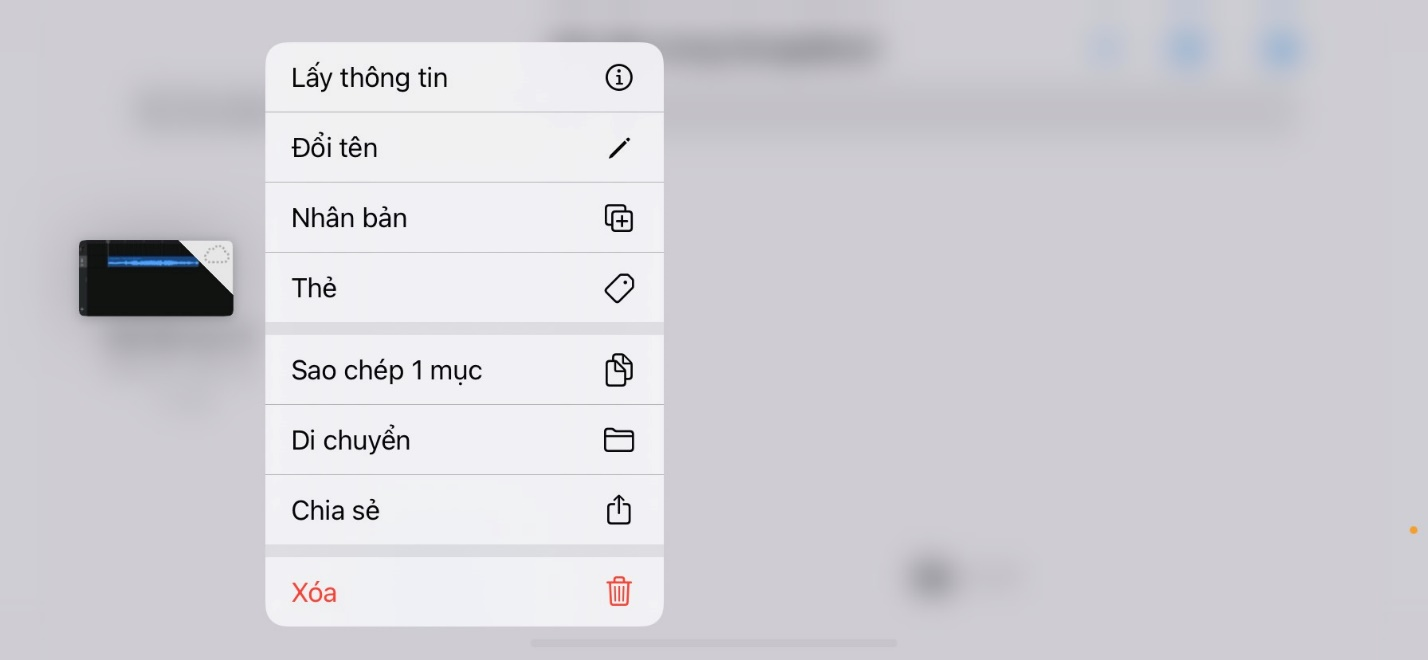 Lấy thông tin
Đổi tên
Nhân bản
Thẻ
Sao chép 1 mục
Di chuyển
Chia sẻ
Xóa